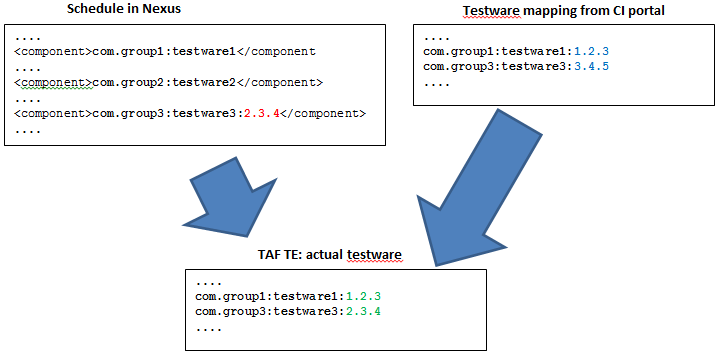 Schedule in Nexus
....
<component>com.group1:testware1</component
....
<component>com.group2:testware2</component>
....
<component>com.group3:testware3:2.3.4</component>
....
Testware mapping from CI portal
....
com.group1:testware1:1.2.3
com.group3:testware3:3.4.5
....
TAF TE: actual testware
....
com.group1:testware1:1.2.3
com.group3:testware3:2.3.4
....